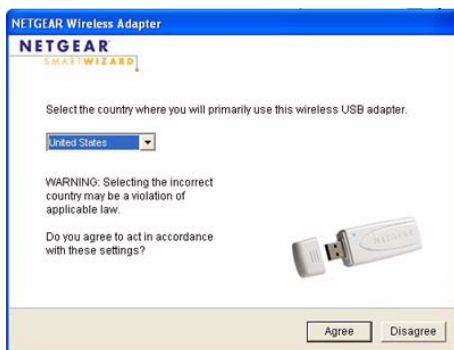 NETGEAR Wireless Adapter
NETGEAR
SMARTWIZARD
Select the country where you will primarily use this wireless USB adapter.
United States
WARNING: Selecting the incorrect
country may be a violation of
applicable law.
Do you agree to act in accordance
with these settings?
NETGEAR
Agree
Disagree